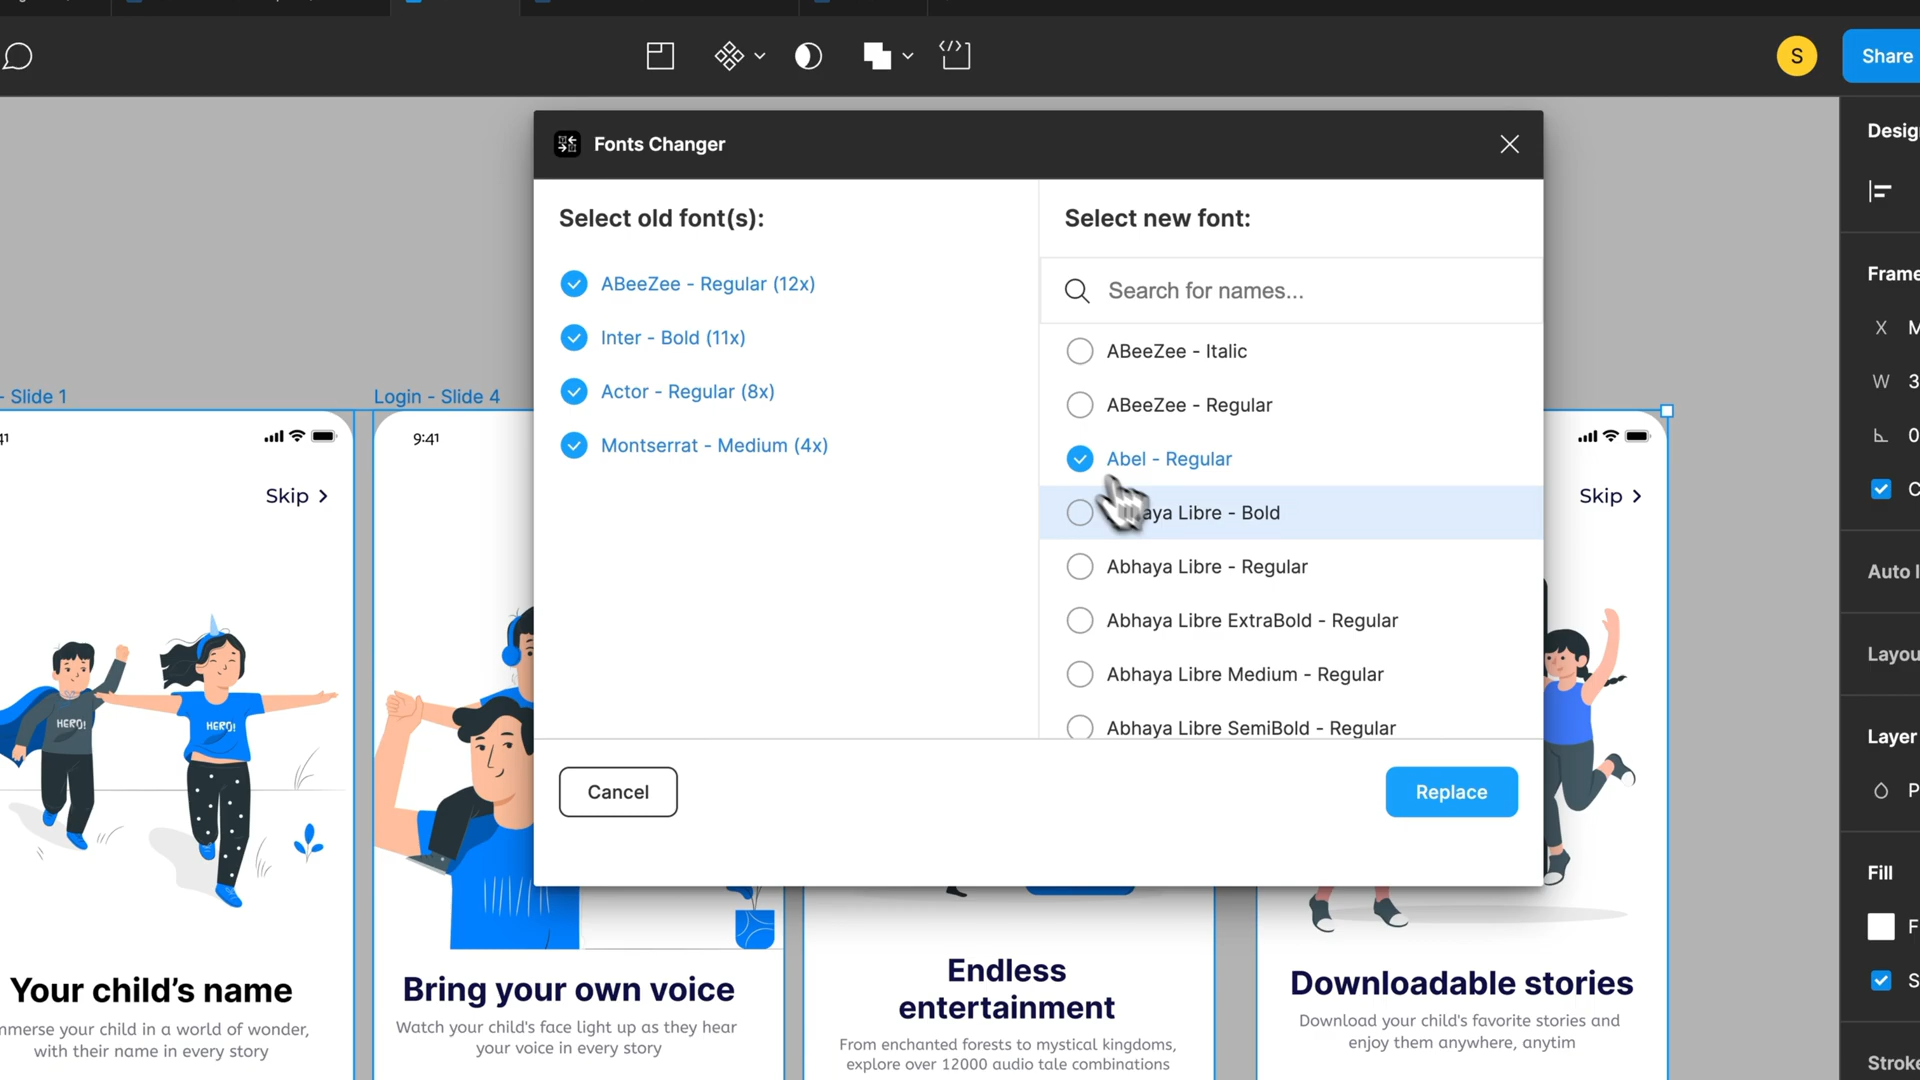 S
Share
Fonts Changer
Select old font(s):
ABeeZee - Regular (12x)
Inter - Bold (11x)
Actor - Regular (8x)
Montserrat - Medium (4x)
Select new font:
Search for names...
ABeeZee - Italic
ABeeZee - Regular
Abel - Regular
Libre - Bold
Abhaya Libre - Regular
Abhaya Libre ExtraBold - Regular
Abhaya Libre Medium - Regular
Abhaya Libre SemiBold - Regular
Cancel
Replace
- Slide 1
Skip
HERO!
HERO!
Your child’s name
immerse your child in a world of wonder,
with their name in every story
Login - Slide 4
9:41
Bring your own voice
Watch your child's face light up as they hear
your voice in every story
Endless
entertainment
From enchanted forests to mystical kingdoms,
explore over 12000 audio tale combinations
Skip
Downloadable stories
Download your child's favorite stories and
enjoy them anywhere, anytim
Desig
Frame
X
W 3
0
C
Auto l
Layou
Layer
P
Fill
F
S
Stroke